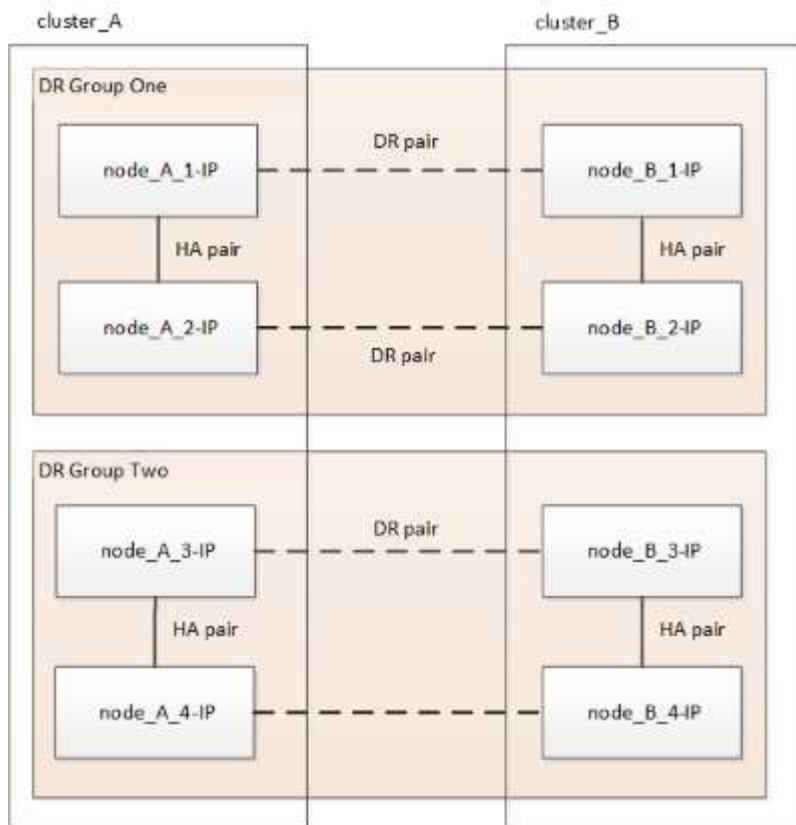 cluster_A
cluster_B
DR Group One
DR pair
node_A_1-IP
node_B_1-IP
HA pair
HA pair
node_A_2-IP
node_B_2-IP
DR pair
DR Group Two
DR pair
node_A_3-IP
node_B_3-IP
HA pair
HA pair
node_A_4-IP
node_B_4-IP